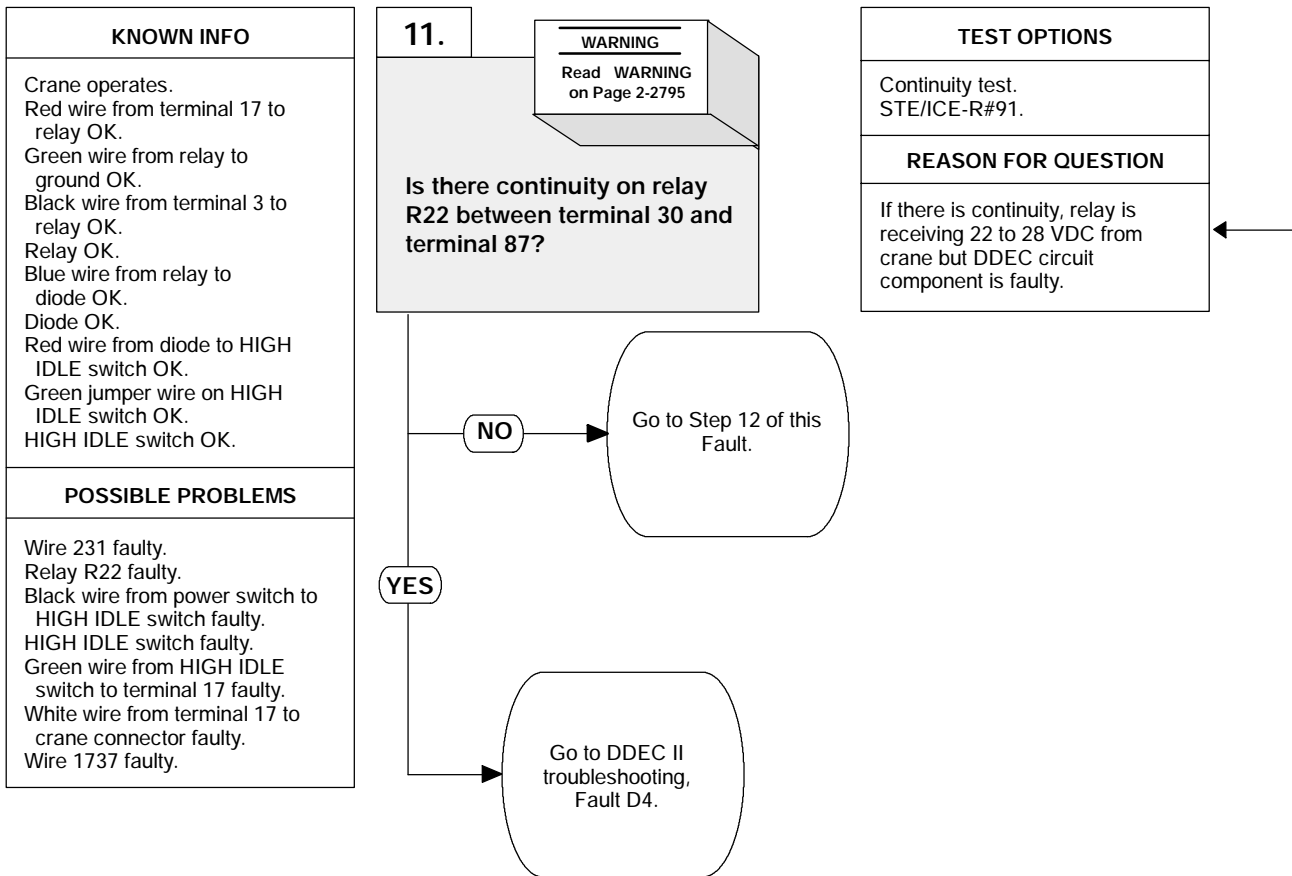 KNOWN INFO
Crane operates.
Red wire from terminal 17 to
relay OK.
Green wire from relay to
ground OK.
Black wire from terminal 3 to
relay OK.
Relay OK.
Blue wire from relay to
diode OK.
Diode OK.
Red wire from diode to HIGH
IDLE switch OK.
Green jumper wire on HIGH
IDLE switch OK.
HIGH IDLE switch OK.
POSSIBLE PROBLEMS
Wire 231 faulty.
Relay R22 faulty.
Black wire from power switch to
HIGH IDLE switch faulty.
HIGH IDLE switch faulty.
Green wire from HIGH IDLE
switch to terminal 17 faulty.
White wire from terminal 17 to
crane connector faulty.
Wire 1737 faulty.
11.
WARNING
Read WARNING
on Page 2-2795
Is there continuity on relay
R22 between terminal 30 and
terminal 87?
NO
Go to Step 12 of this
Fault.
YES
Go to DDEC II
troubleshooting,
Fault D4.
TEST OPTIONS
Continuity test.
STE/ICE-R#91.
REASON FOR QUESTION
If there is continuity, relay is
receiving 22 to 28 VDC from
crane but DDEC circuit
component is faulty.